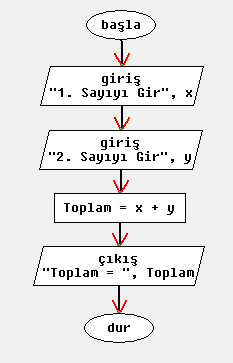 başla
giriş
"1. Sayıyı Gir", x
giriş
"2. Sayıyı Gir", y
Toplam = x + y
çıkış
"Toplam = ", Toplam
dur